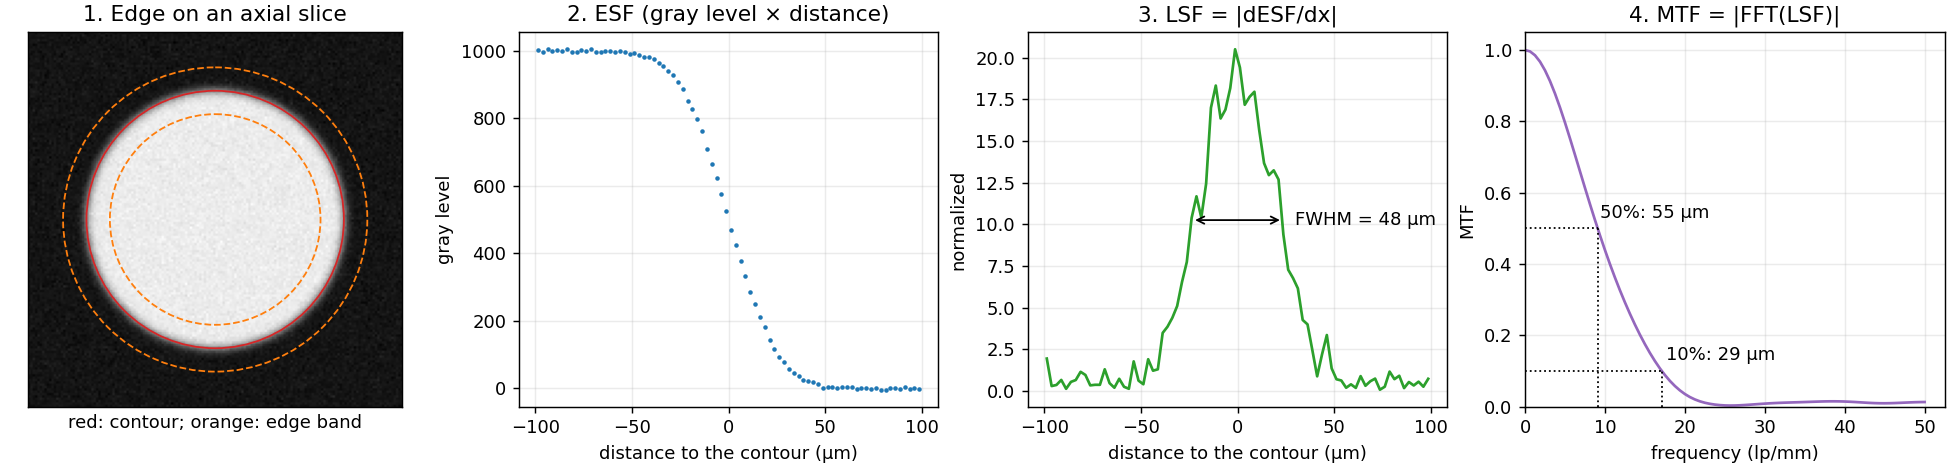 1. Edge on an axial slice
red: contour; orange: edge band
2. ESF (gray level × distance)
gray level
1000
800
600
400
200
0
−100
−50
0
50
100
distance to the contour (μm)
3. LSF = |dESF/dx|
normalized
20.0
17.5
15.0
12.5
10.0
7.5
5.0
2.5
0.0
FWHM = 48 μm
−100
−50
0
50
100
distance to the contour (μm)
4. MTF = |FFT(LSF)|
MTF
1.0
0.8
0.6
0.4
0.2
0.0
50%: 55 μm
10%: 29 μm
0
10
20
30
40
50
frequency (lp/mm)